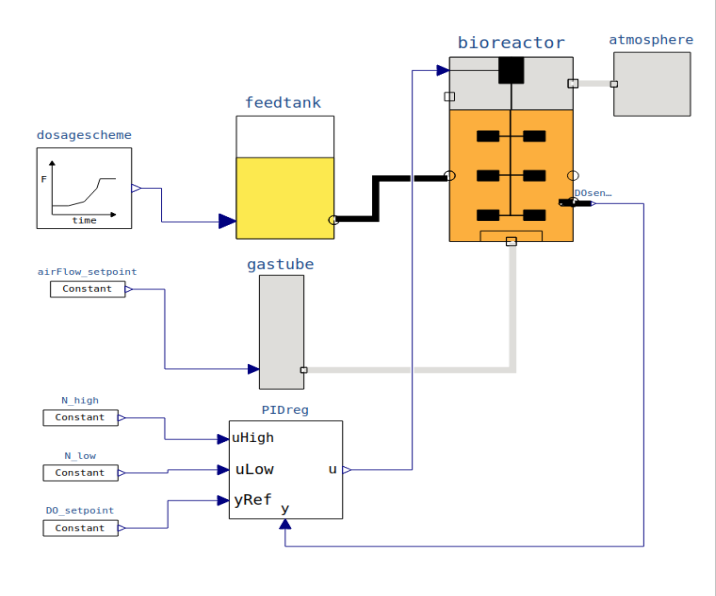 bioreactor
atmosphere
feedtank
dosagescheme
F
time
DOsen...
airFlow_setpoint
Constant
gastube
N_high
Constant
PIDreg
uHigh
N_low
Constant
uLow
u
yRef
y
DO_setpoint
Constant